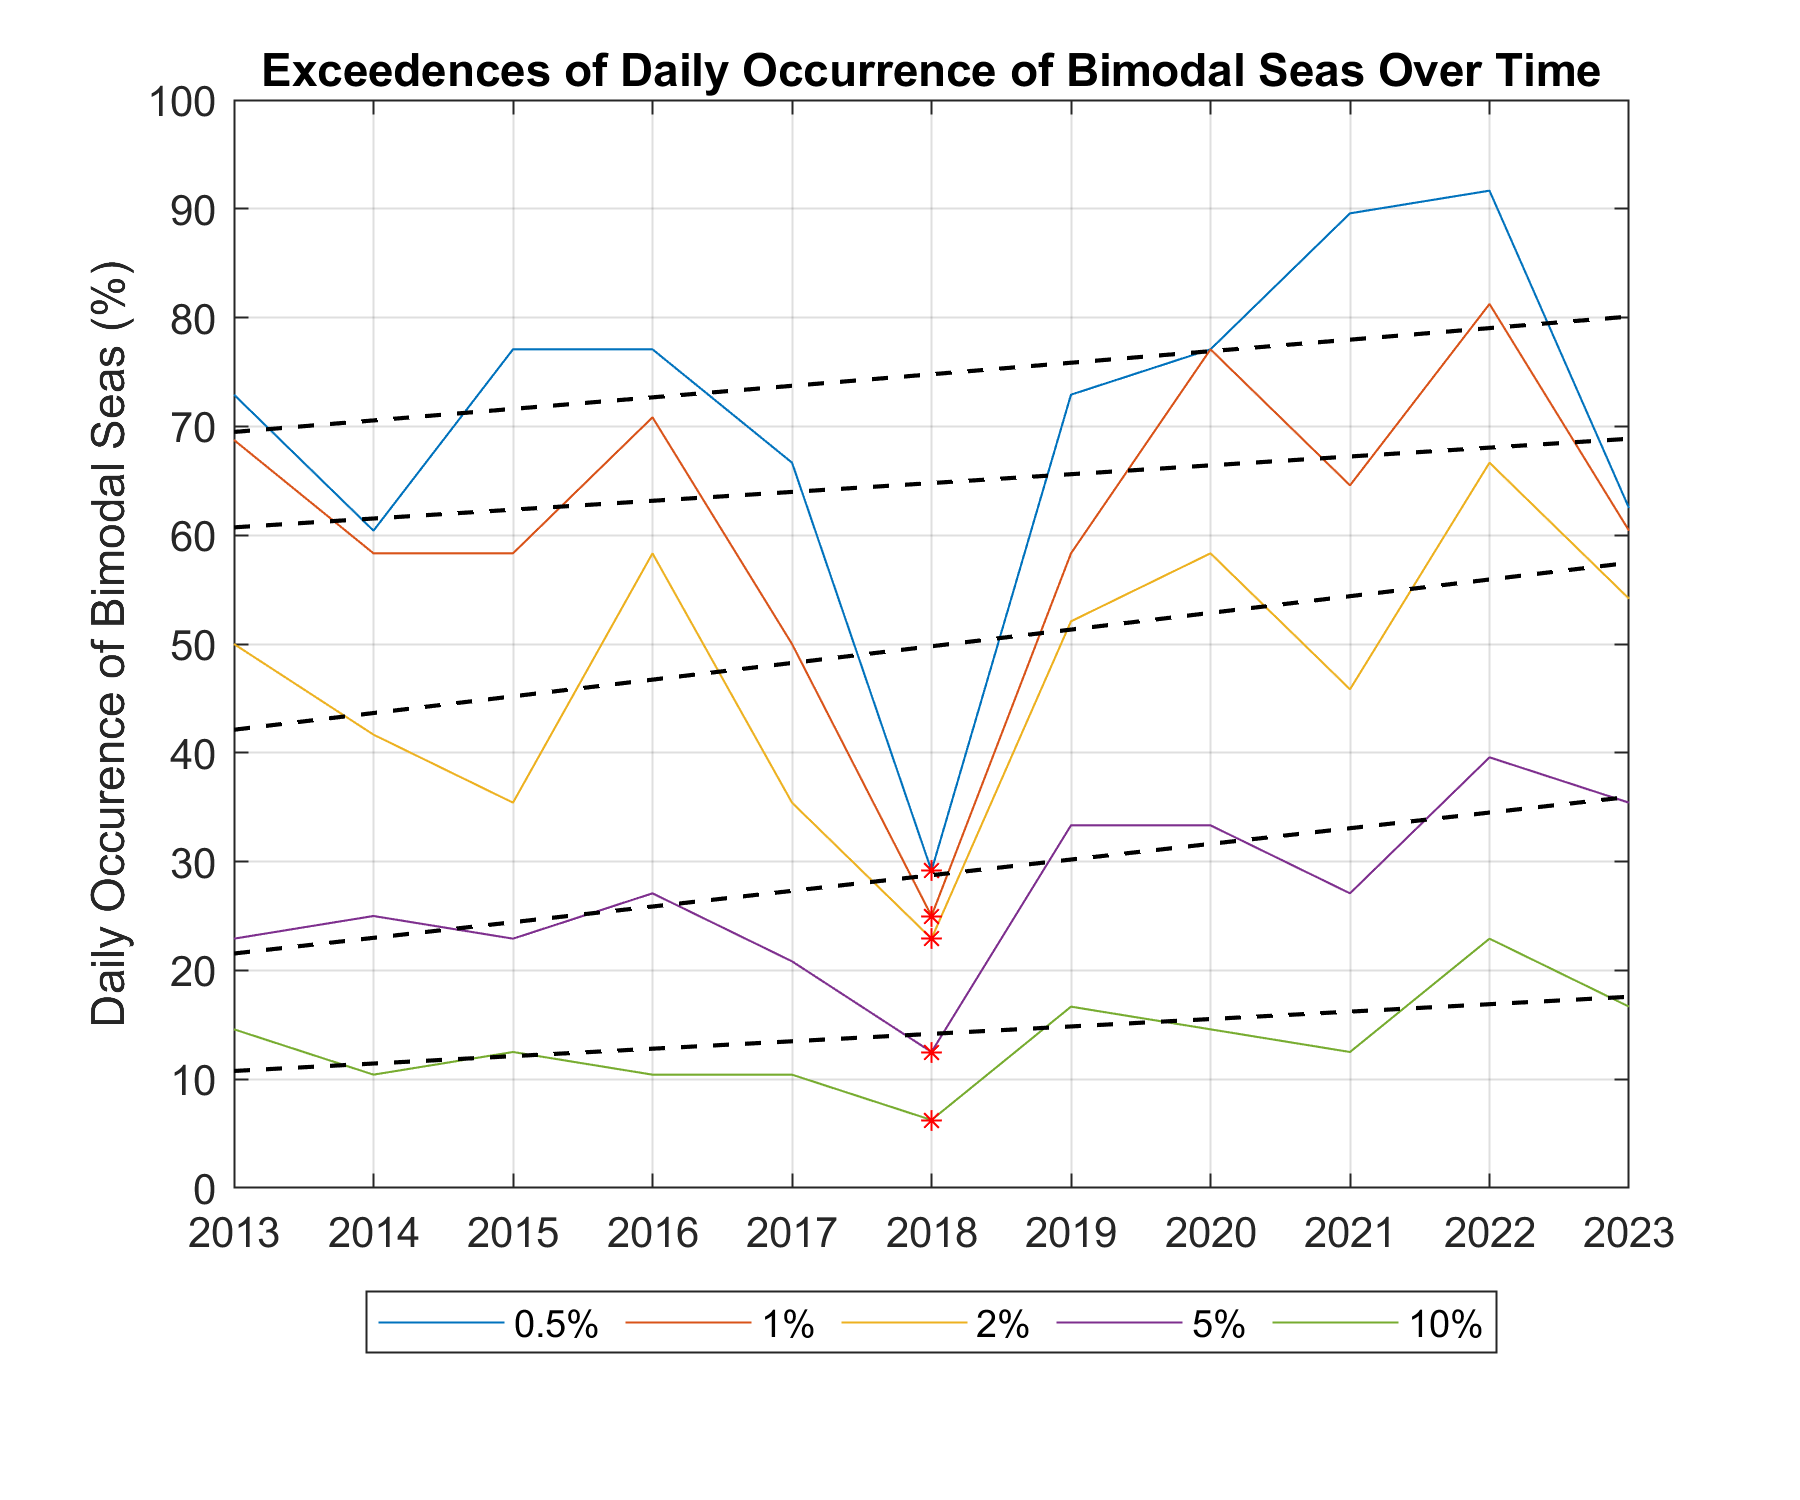 Exceedences of Daily Occurrence of Bimodal Seas Over Time
Daily Occurence of Bimodal Seas (%)
100
90
80
70
60
50
40
30
20
10
0
2013 2014 2015 2016 2017 2018 2019 2020 2021 2022 2023
0.5% 1% 2% 5% 10%